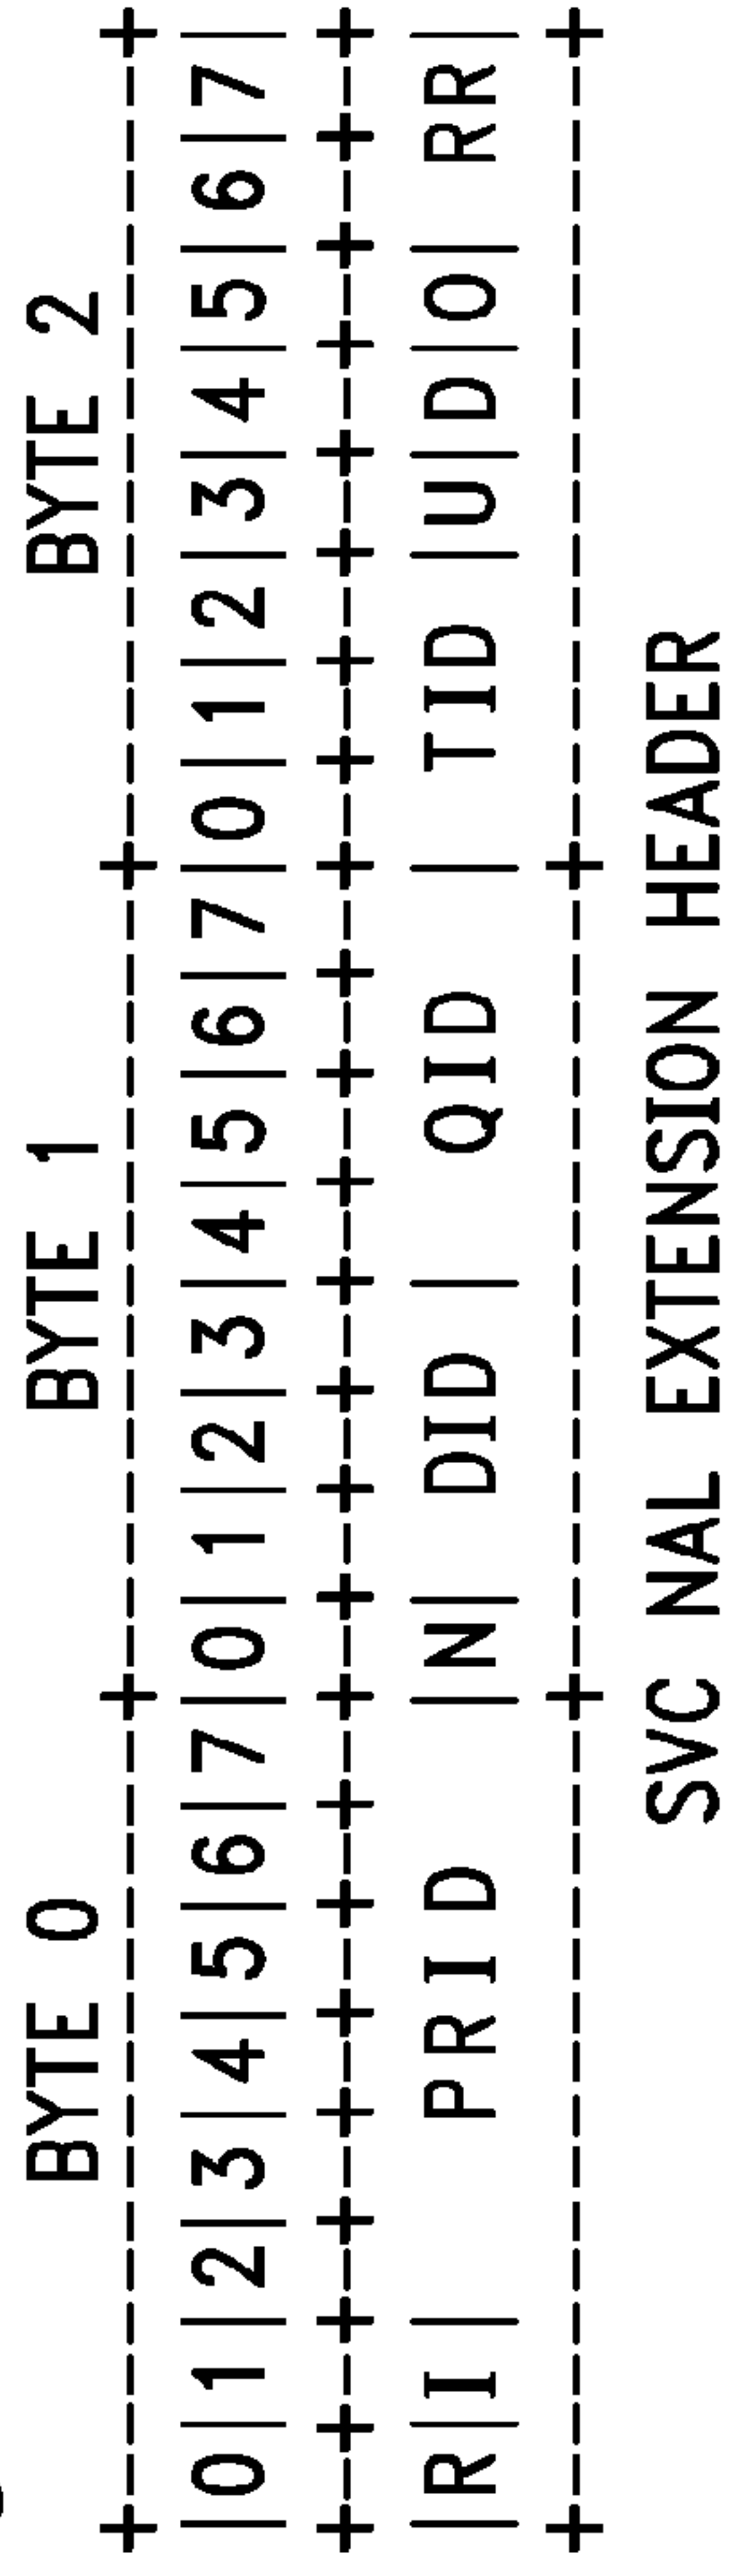 BYTE 0 BYTE 1 BYTE 2
+---------------+---------------+---------------+
|0|1|2|3|4|5|6|7|0|1|2|3|4|5|6|7|0|1|2|3|4|5|6|7|
+-+-+-+-+-+-+-+-+-+-+-+-+-+-+-+-+-+-+-+-+-+-+-+-+
|R|I| PRID |N| DID | QID | TID |U|D|O| RR|
+---------------+---------------+---------------+
SVC NAL EXTENSION HEADER